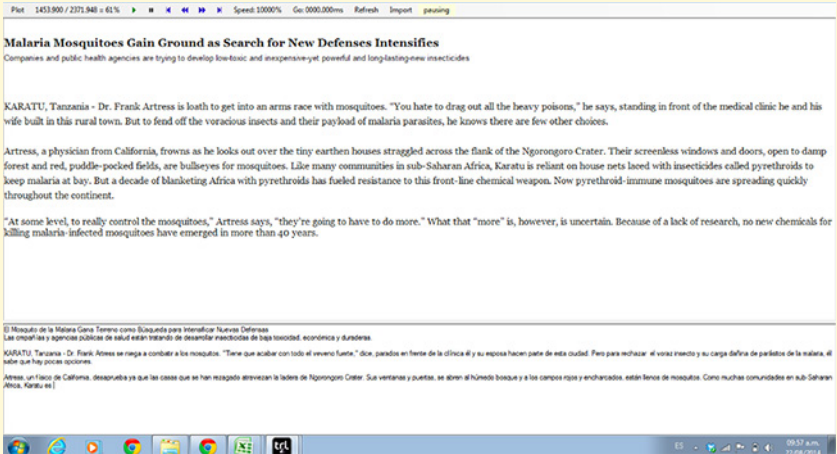 Plot 1453.900 / 2371.948 = 61% Speed: 10000% Go: 0000.000ms Refresh Import pausing
Malaria Mosquitoes Gain Ground as Search for New Defenses Intensifies
Companies and public health agencies are trying to develop low-toxic and inexpensive-yet powerful and long-lasting-new insecticides
KARATU, Tanzania - Dr. Frank Artress is loath to get into an arms race with mosquitoes. "You hate to drag out all the heavy poisons," he says, standing in front of the medical clinic he and his
wife built in this rural town. But to fend off the voracious insects and their payload of malaria parasites, he knows there are few other choices.
Artress, a physician from California, frowns as he looks out over the tiny earthen houses straggled across the flank of the Ngorongoro Crater. Their screenless windows and doors, open to damp
forest and red, puddle-pocked fields, are bullseyes for mosquitoes. Like many communities in sub-Saharan Africa, Karatu is reliant on house nets laced with insecticides called pyrethroids to
keep malaria at bay. But a decade of blanketing Africa with pyrethroids has fueled resistance to this front-line chemical weapon. Now pyrethroid-immune mosquitoes are spreading quickly
throughout the continent.
"At some level, to really control the mosquitoes," Artress says, "they're going to have to do more." What that "more" is, however, is uncertain. Because of a lack of research, no new chemicals for
killing malaria-infected mosquitoes have emerged in more than 40 years.
El Mosquito de la Malaria Gana Terreno como Búsqueda para Intensificar Nuevas Defensas
Las ompañías y agencias públicas de salud están tratando de desarrollar insecticidas de baja toxicidad, económica y duraderas.
KARATU, Tanzania - Dr. Frank Artress se niega a combatir a los mosquitos. "Tiene que acabar con todo el veneno fuerte," dice, parados en frente de la clínica él y su esposa hacen parte de esta ciudad. Pero para rechazar el voraz insecto y su carga dañina de parásitos de la malaria, él
sabe que hay pocas opciones.
Artress, un físico de California, desaprueba ya que las casas que se han rezagado atraviezan la ladera de Ngorongoro Crater. Sus ventanas y puertas, se abren al húmedo bosque y a los campos rojos y encharcados, están llenos de mosquitos. Como muchas comunidades en sub-Saharan
Africa, Karatu es
trl ES 09:57 a.m.